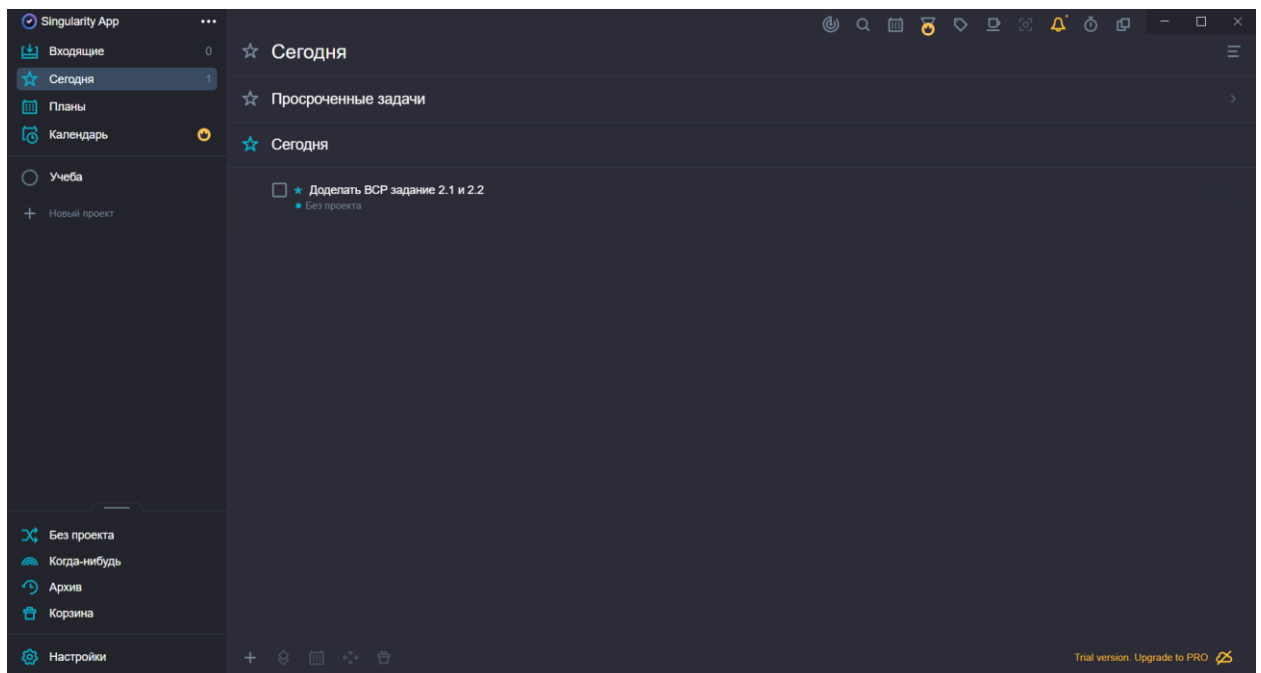 Singularity App
Входящие 0
Сегодня 1
Планы
Календарь
Учеба
Новый проект
Без проекта
Когда-нибудь
Архив
Корзина
Настройки
Сегодня
Просроченные задачи
Сегодня
Доделать ВСР задание 2.1 и 2.2
Без проекта
Trial version. Upgrade to PRO